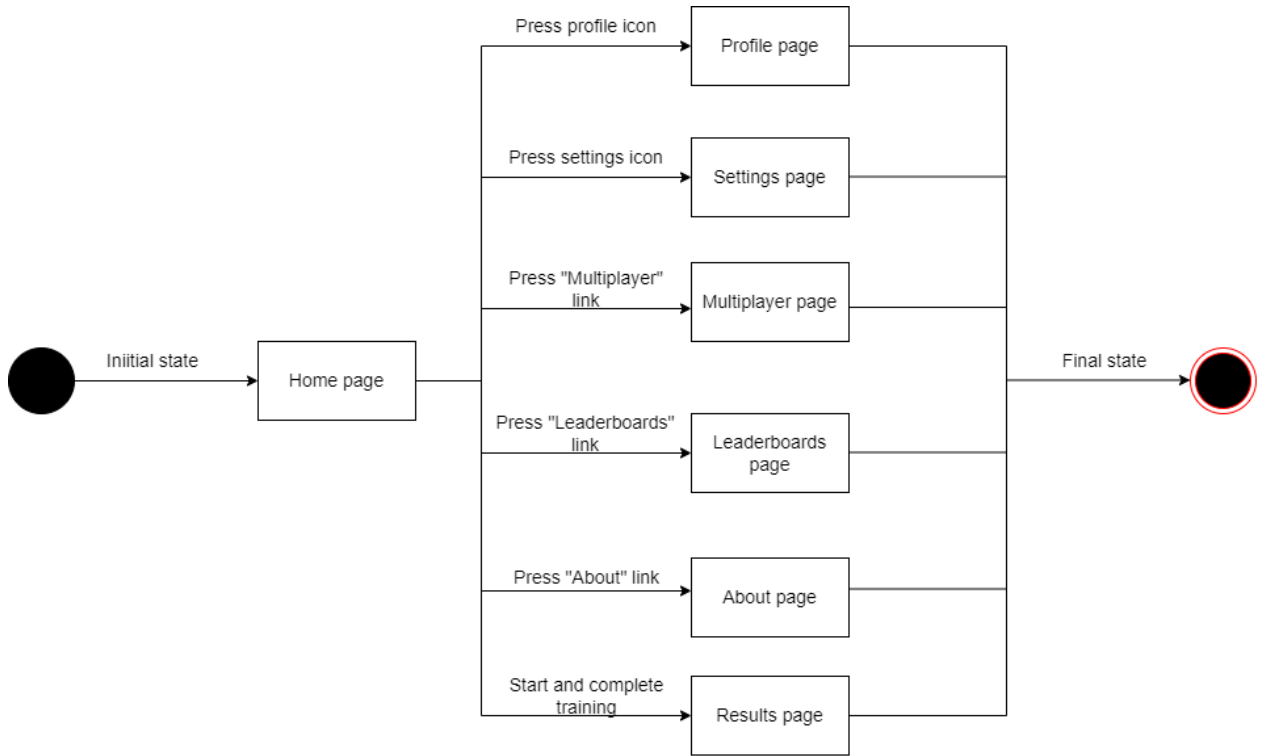 Press profile icon
Profile page
Press settings icon
Settings page
Press "Multiplayer"
link
Multiplayer page
Iniitial state
Home page
Final state
Press "Leaderboards"
link
Leaderboards
page
Press "About" link
About page
Start and complete
training
Results page